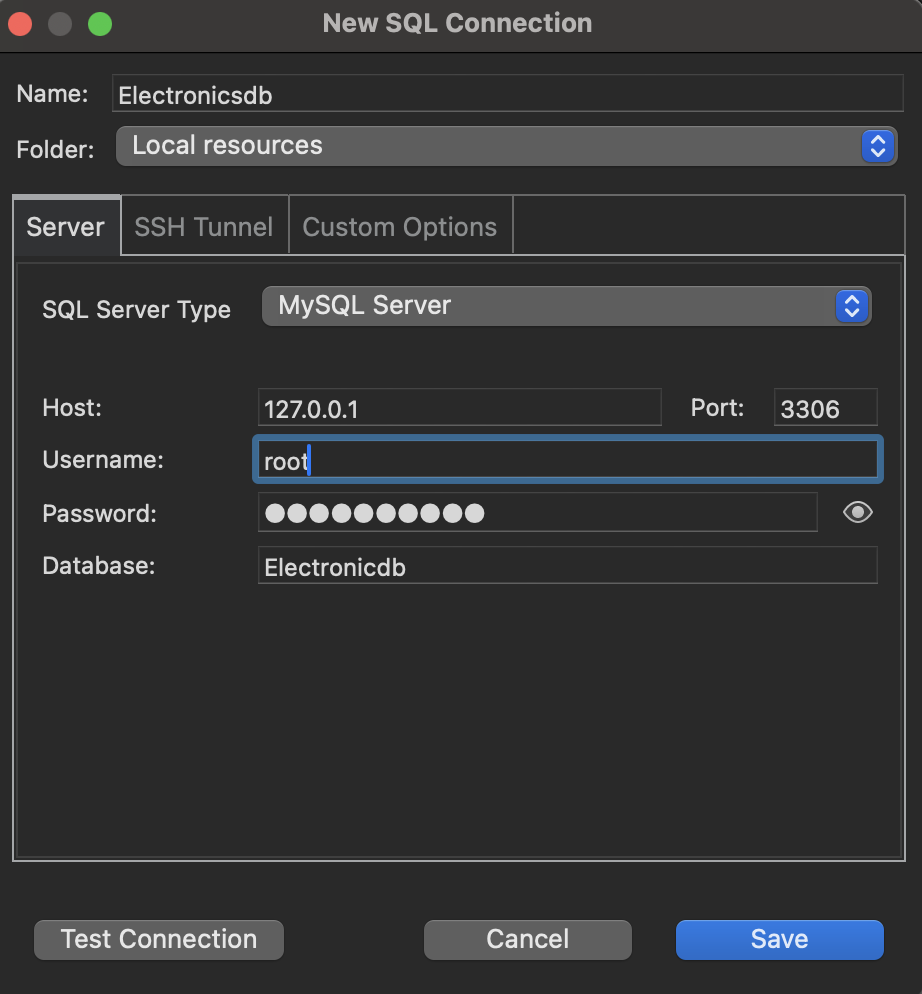 New SQL Connection
Name: Electronicsdb
Folder: Local resources
Server SSH Tunnel Custom Options
SQL Server Type MySQL Server
Host: 127.0.0.1 Port: 3306
Username: root
Password: ●●●●●●●●●●
Database: Electronicdb
Test Connection Cancel Save